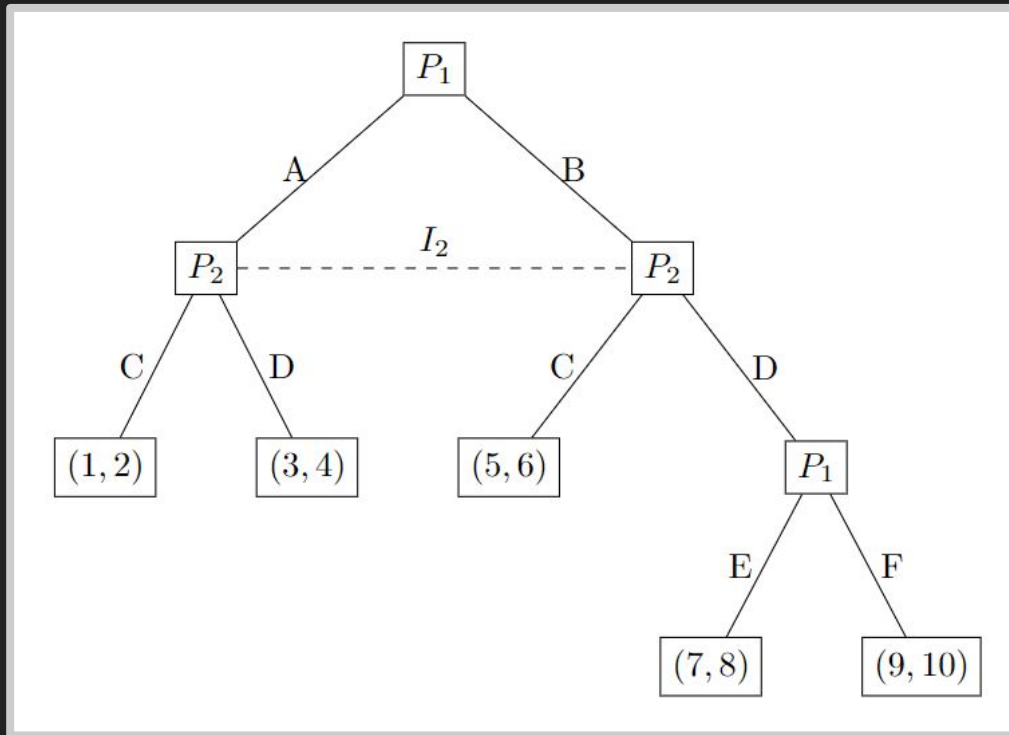 P₁
A B
P₂ I₂ P₂
C D C D
(1, 2) (3, 4) (5, 6) P₁
E F
(7, 8) (9, 10)